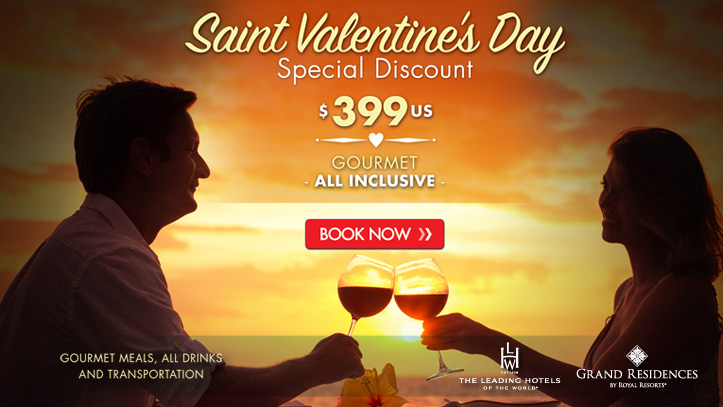 Saint Valentine's Day
Special Discount
$399US
GOURMET
- ALL INCLUSIVE -
BOOK NOW »
GOURMET MEALS, ALL DRINKS
AND TRANSPORTATION
THE LEADING HOTELS
OF THE WORLD®
GRAND RESIDENCES
BY ROYAL RESORTS®